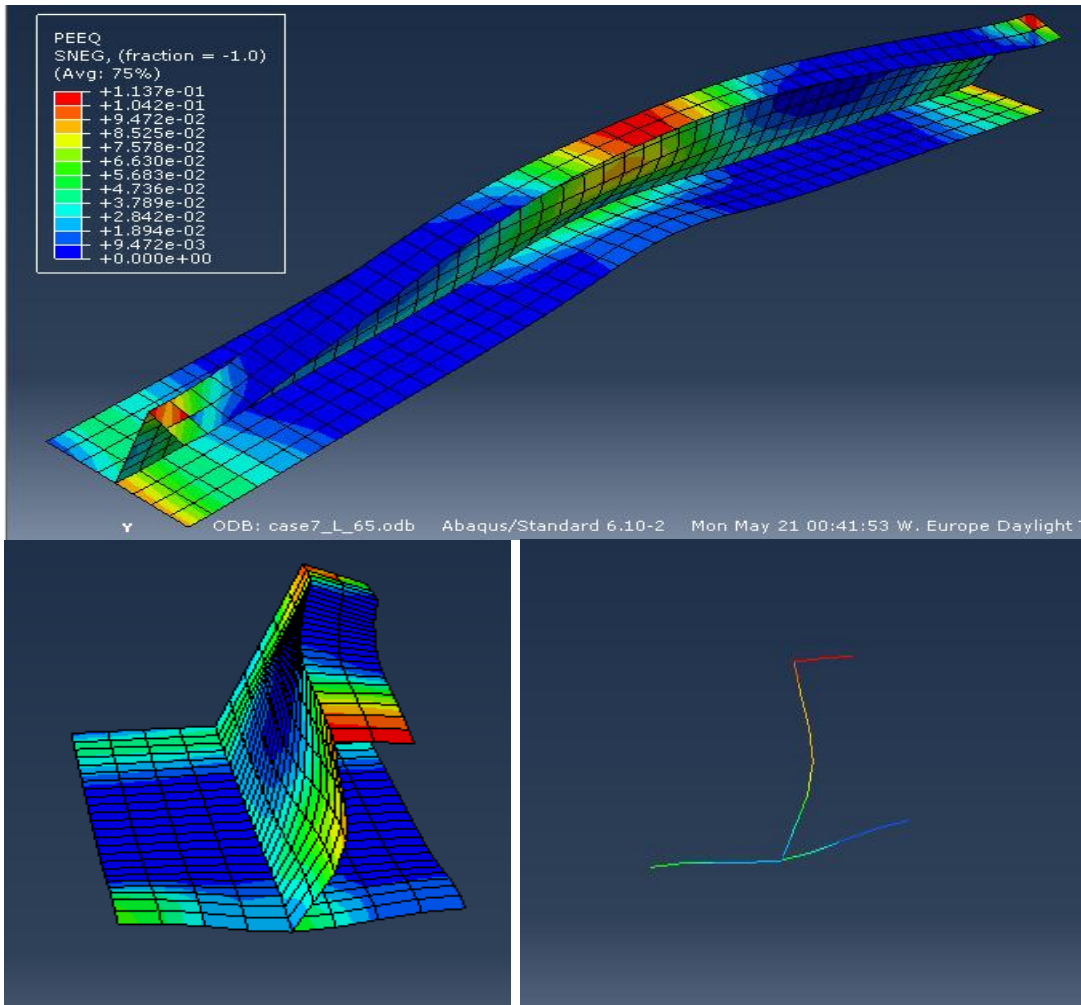 PEEQ
SNEG, (fraction = -1.0)
(Avg: 75%)
+1.137e-01
+1.042e-01
+9.472e-02
+8.525e-02
+7.578e-02
+6.630e-02
+5.683e-02
+4.736e-02
+3.789e-02
+2.842e-02
+1.894e-02
+9.472e-03
+0.000e+00
Y ODB: case7_L_65.odb Abaqus/Standard 6.10-2 Mon May 21 00:41:53 W. Europe Daylight